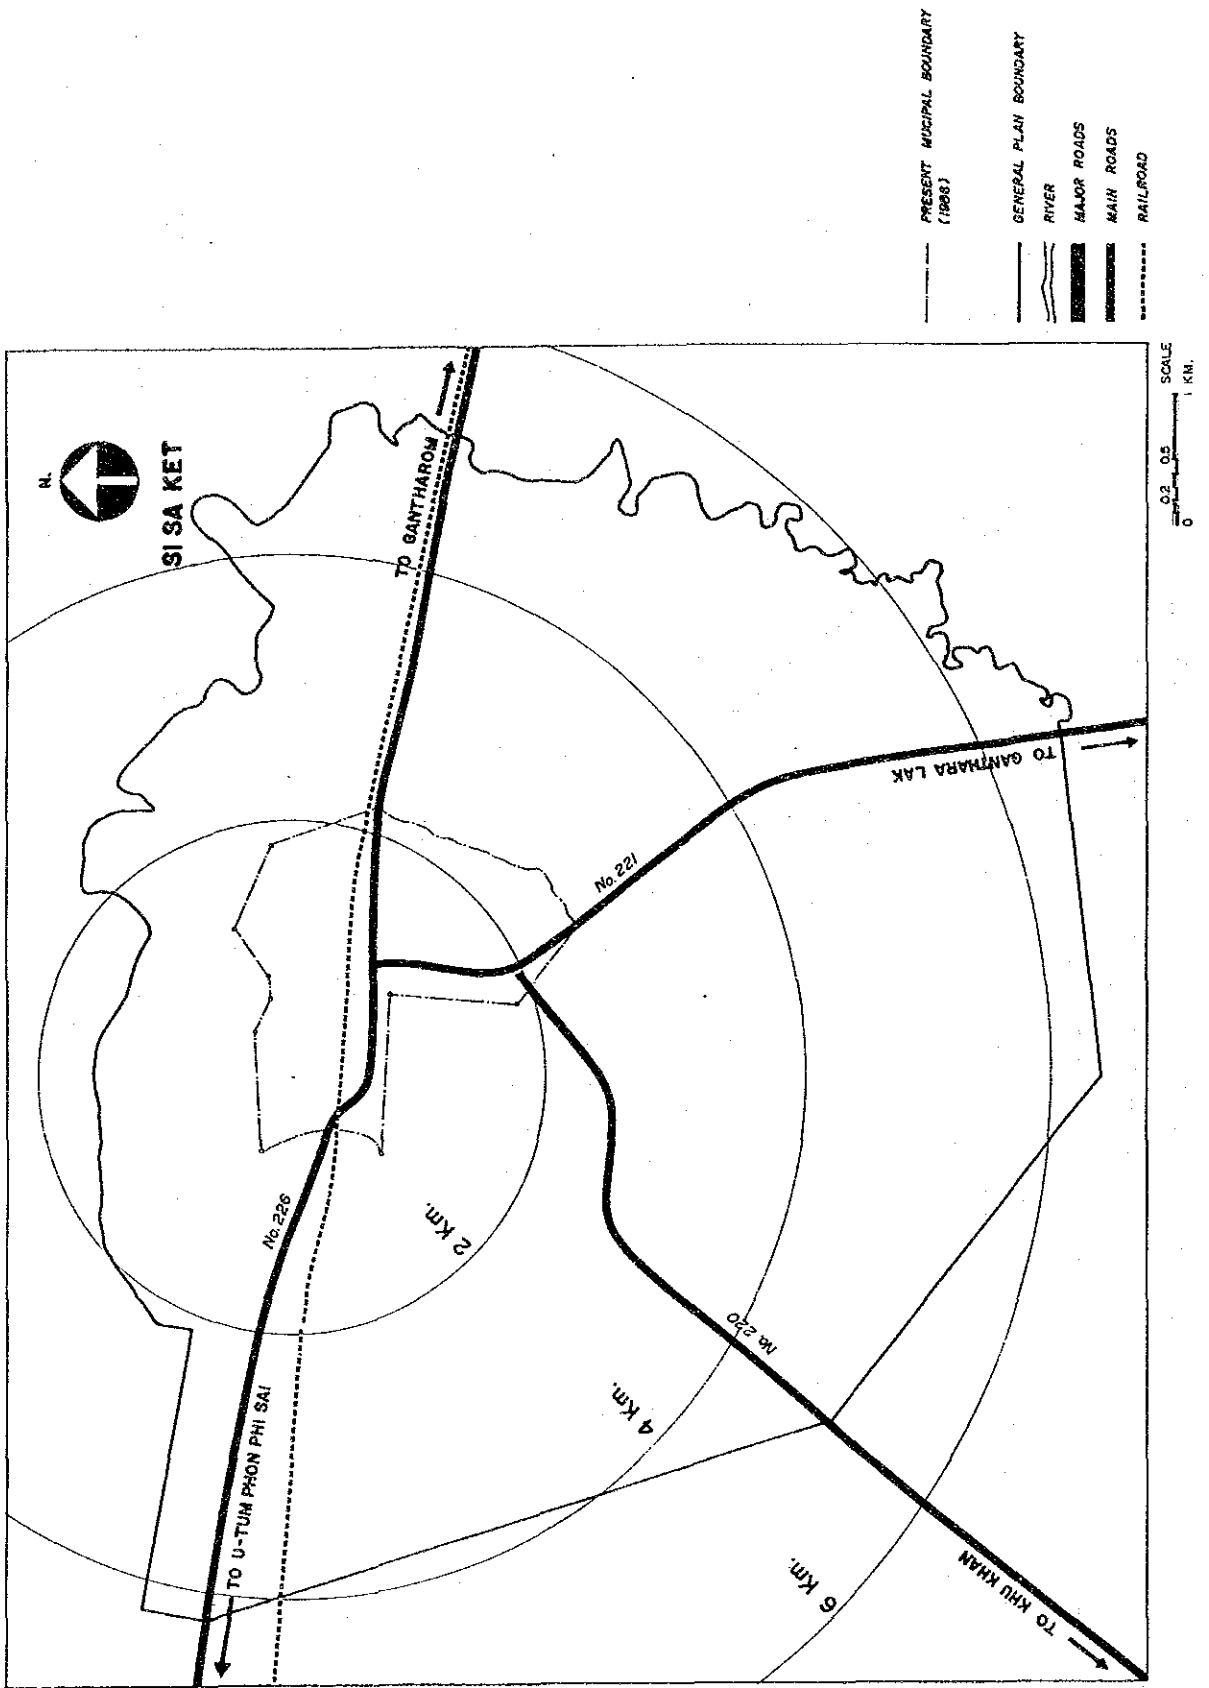 N.
SI SA KET
TO GANTHAROM
No. 226
TO U-TUM PHON PHI SAI
2 Km.
4 Km.
6 Km.
No. 221
TO GANTHARA LAK
No. 220
TO KHU KHAN
PRESENT MUCIPAL BOUNDARY
(1986)
GENERAL PLAN BOUNDARY
RIVER
MAJOR ROADS
MAIN ROADS
RAILROAD
SCALE
0 0.2 0.5 1 KM.